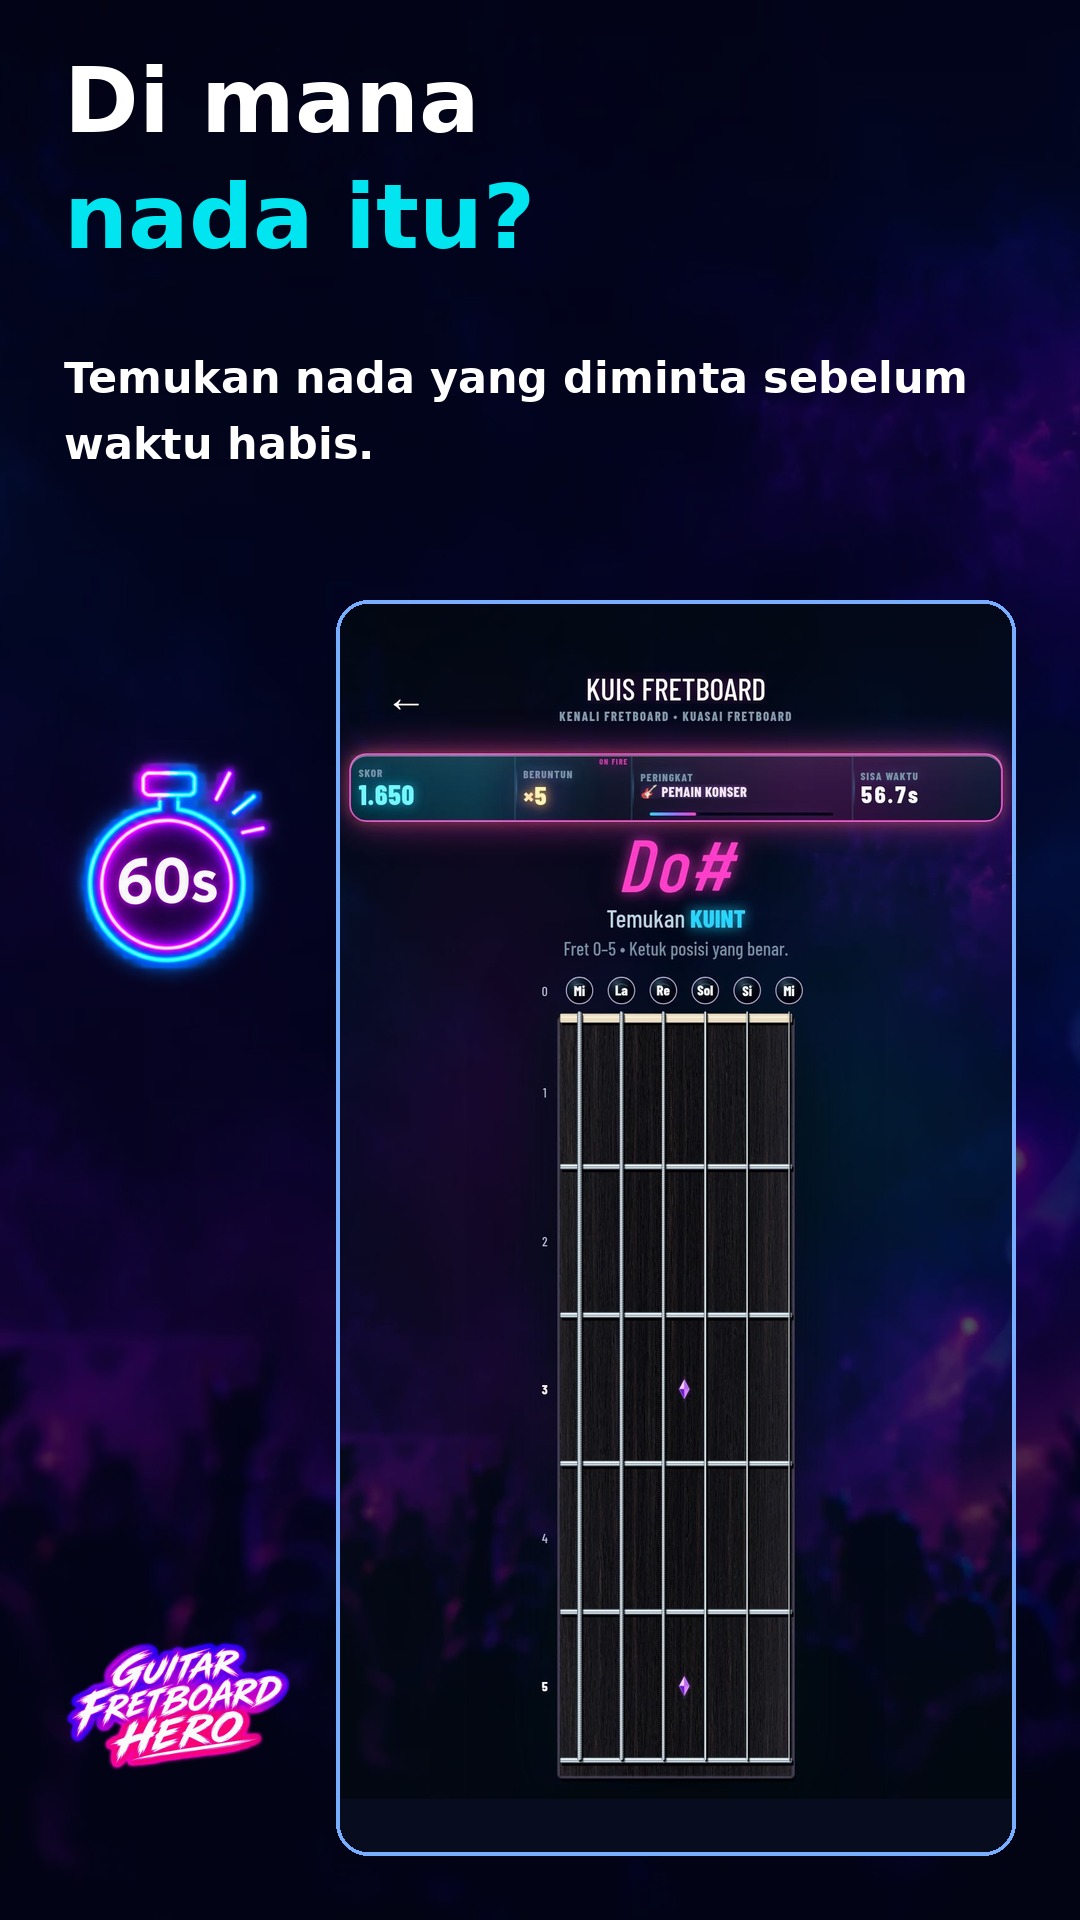 Di mana
nada itu?
Temukan nada yang diminta sebelum
waktu habis.
←
KUIS FRETBOARD
KENALI FRETBOARD • KUASAI FRETBOARD
SKOR
1.650
BERUNTUN
×5
ON FIRE
PERINGKAT
PEMAIN KONSER
SISA WAKTU
56.7s
60s
Do#
Temukan KUINT
Fret 0-5 • Ketuk posisi yang benar.
0 Mi La Re Sol Si Mi
1
2
3
4
5
GUITAR
FRETBOARD
HERO